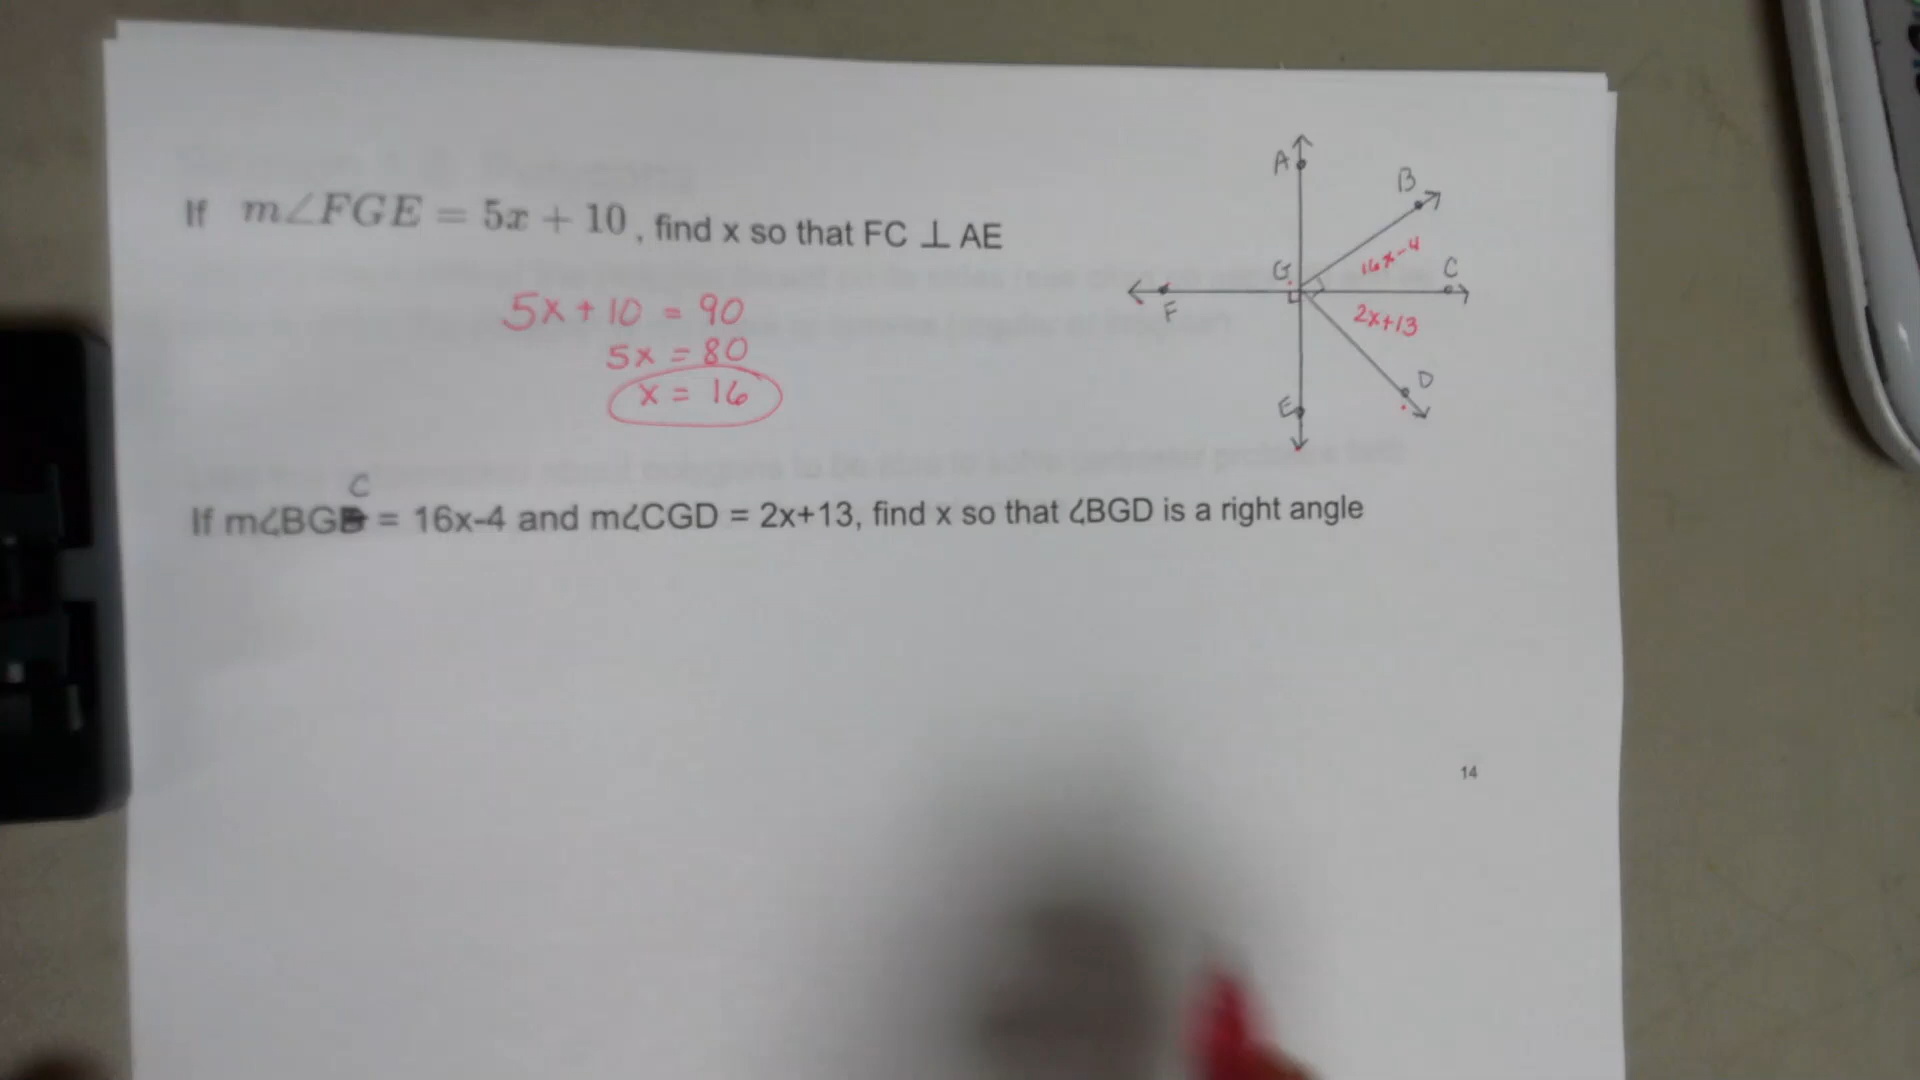 If m∠FGE = 5x + 10, find x so that FC ⊥ AE
5x + 10 = 90
5x = 80
x = 16
A
B
16x-4
G
C
F
2x+13
D
E
C
If m∠BG = 16x-4 and m∠CGD = 2x+13, find x so that ∠BGD is a right angle
14